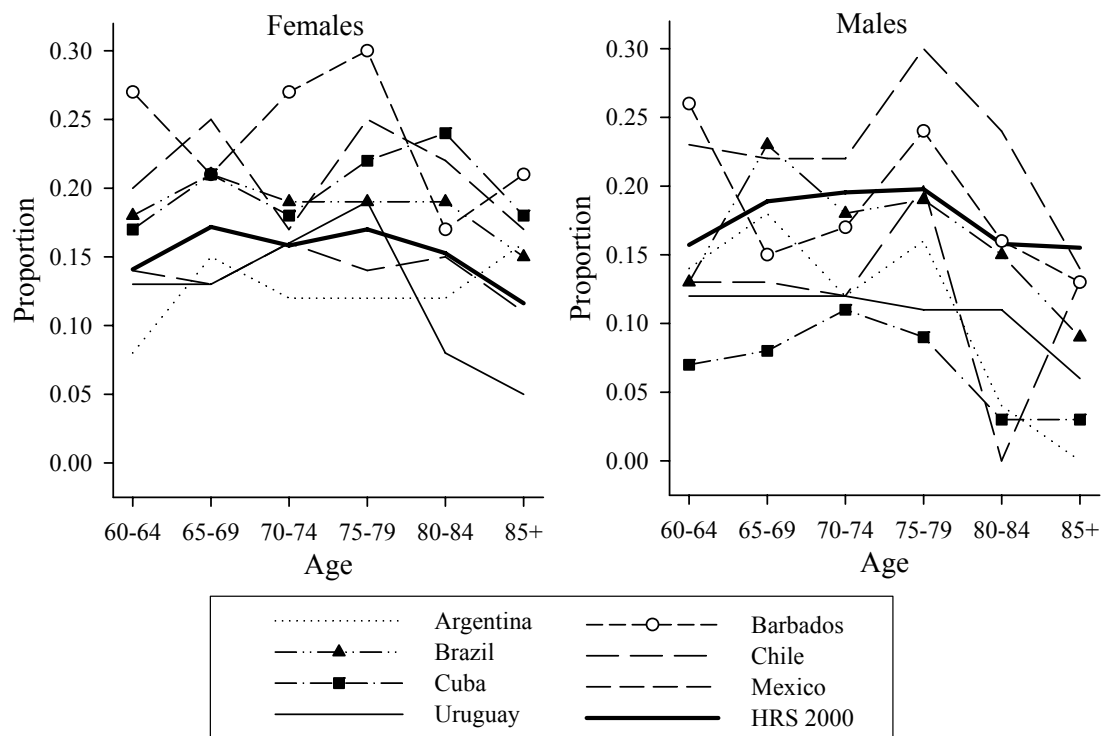 Females
Proportion
0.30
0.25
0.20
0.15
0.10
0.05
0.00
60-64 65-69 70-74 75-79 80-84 85+
Age
Males
Proportion
0.30
0.25
0.20
0.15
0.10
0.05
0.00
60-64 65-69 70-74 75-79 80-84 85+
Age
Argentina
Brazil
Cuba
Uruguay
Barbados
Chile
Mexico
HRS 2000